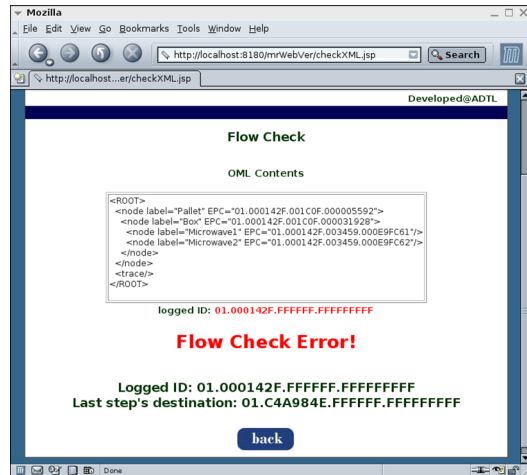 Mozilla
File Edit View Go Bookmarks Tools Window Help
http://localhost:8180/mrWebVer/checkXML.jsp
Search
http://localhost...er/checkXML.jsp
Developed@ADTL
Flow Check
OML Contents
<ROOT>
<node label="Pallet" EPC="01.000142F.001C0F.000005592">
<node label="Box" EPC="01.000142F.001C0F.000031928">
<node label="Microwave1" EPC="01.000142F.003459.000E9FC61"/>
<node label="Microwave2" EPC="01.000142F.003459.000E9FC62"/>
</node>
</node>
<trace/>
</ROOT>
logged ID: 01.000142F.FFFFFF.FFFFFFFFF
Flow Check Error!
Logged ID: 01.000142F.FFFFFF.FFFFFFFFF
Last step's destination: 01.C4A984E.FFFFFF.FFFFFFFFF
back
Done